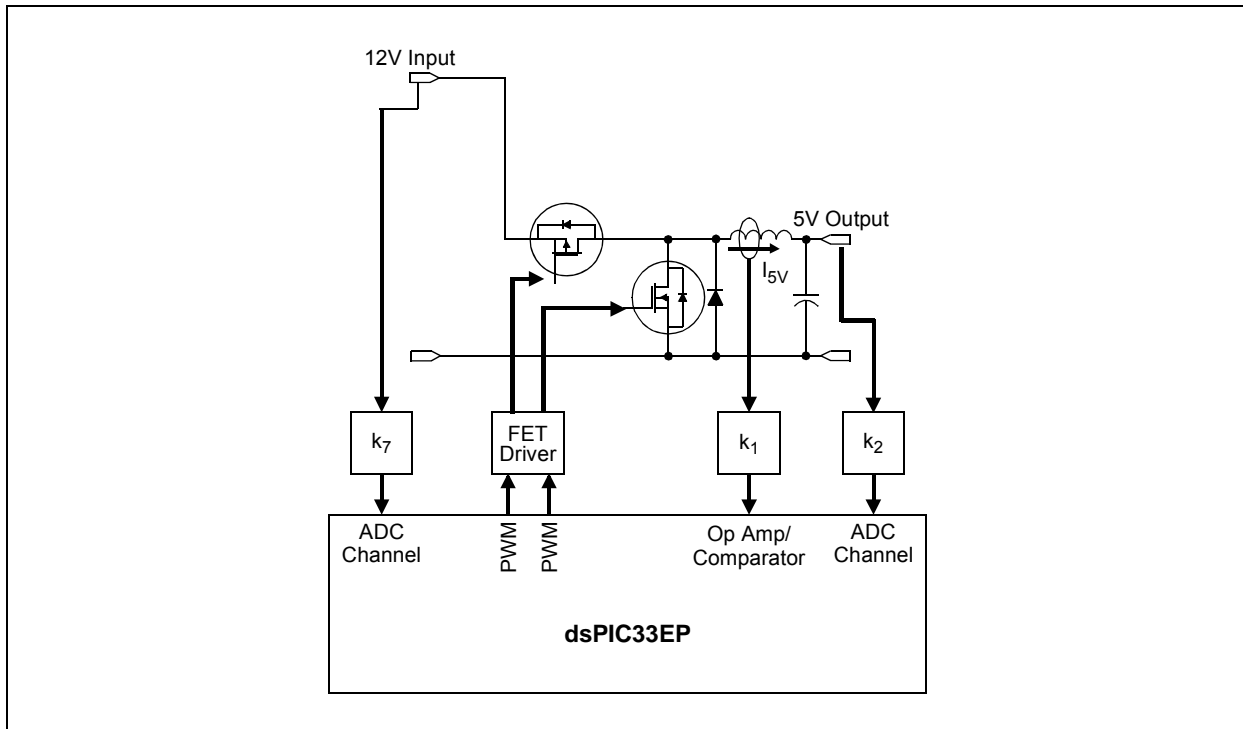 12V Input
5V Output
I5V
k7
FET
Driver
k1
k2
ADC
Channel
PWM
PWM
Op Amp/
Comparator
ADC
Channel
dsPIC33EP